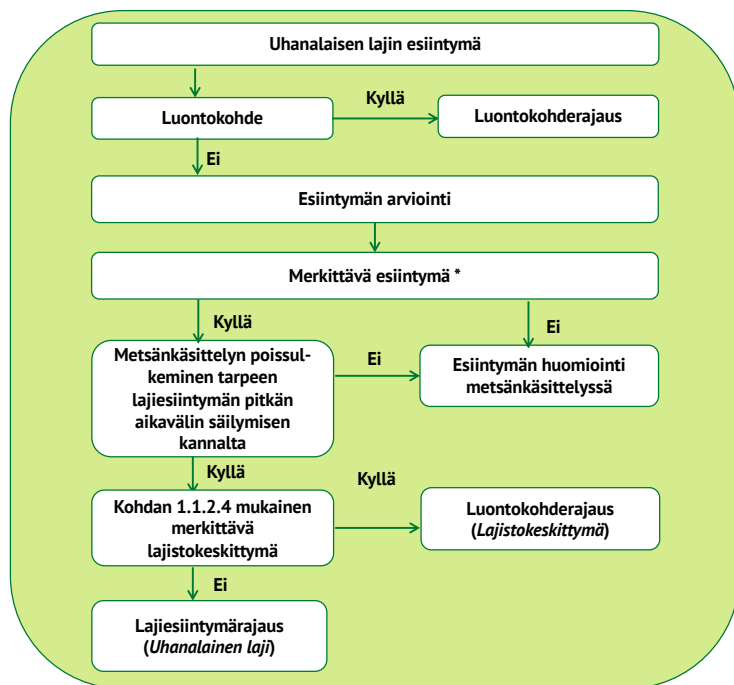 Uhanalaisen lajin esiintymä
Luontokohde
Kyllä
Luontokohderajaus
Ei
Esiintymän arviointi
Merkittävä esiintymä *
Kyllä
Ei
Metsänkäsittelyn poissul-
keminen tarpeen
lajiesiintymän pitkän
aikavälin säilymisen
kannalta
Ei
Esiintymän huomiointi
metsänkäsittelyssä
Kyllä
Kyllä
Kohdan 1.1.2.4 mukainen
merkittävä
lajistokeskittymä
Luontokohderajaus
(Lajistokeskittymä)
Ei
Lajiesiintymärajaus
(Uhanalainen laji)